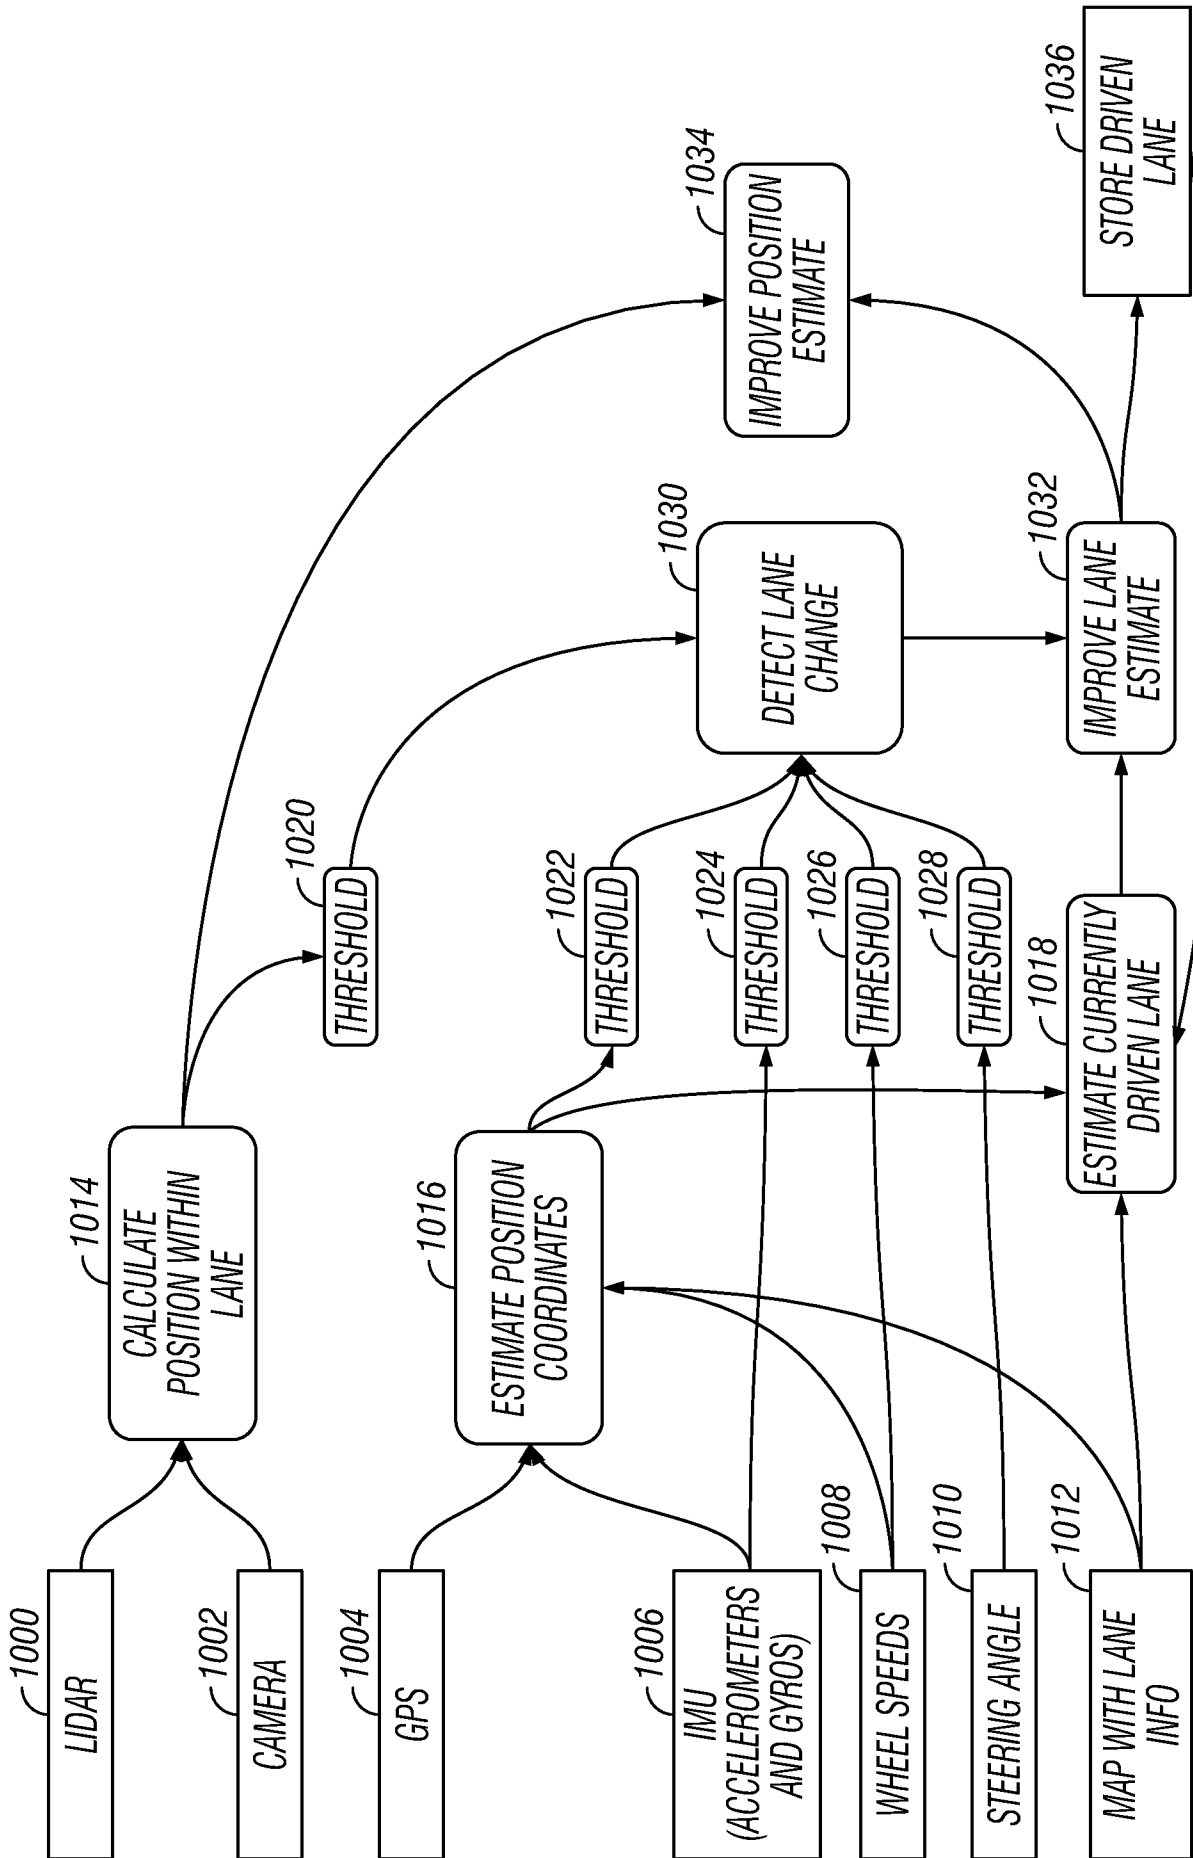 1000
LIDAR
1002
CAMERA
1004
GPS
1006
IMU
(ACCELEROMETERS
AND GYROS)
1008
WHEEL SPEEDS
1010
STEERING ANGLE
1012
MAP WITH LANE
INFO
1014
CALCULATE
POSITION WITHIN
LANE
1016
ESTIMATE POSITION
COORDINATES
1018
ESTIMATE CURRENTLY
DRIVEN LANE
1020
THRESHOLD
1022
THRESHOLD
1024
THRESHOLD
1026
THRESHOLD
1028
THRESHOLD
1030
DETECT LANE
CHANGE
1032
IMPROVE LANE
ESTIMATE
1034
IMPROVE POSITION
ESTIMATE
1036
STORE DRIVEN
LANE